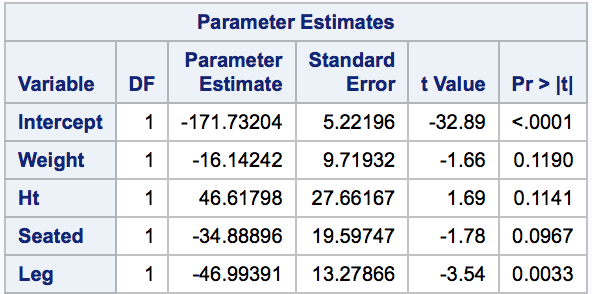 Parameter Estimates
Variable DF Parameter Estimate Standard Error t Value Pr > |t|
Intercept 1 -171.73204 5.22196 -32.89 <.0001
Weight 1 -16.14242 9.71932 -1.66 0.1190
Ht 1 46.61798 27.66167 1.69 0.1141
Seated 1 -34.88896 19.59747 -1.78 0.0967
Leg 1 -46.99391 13.27866 -3.54 0.0033